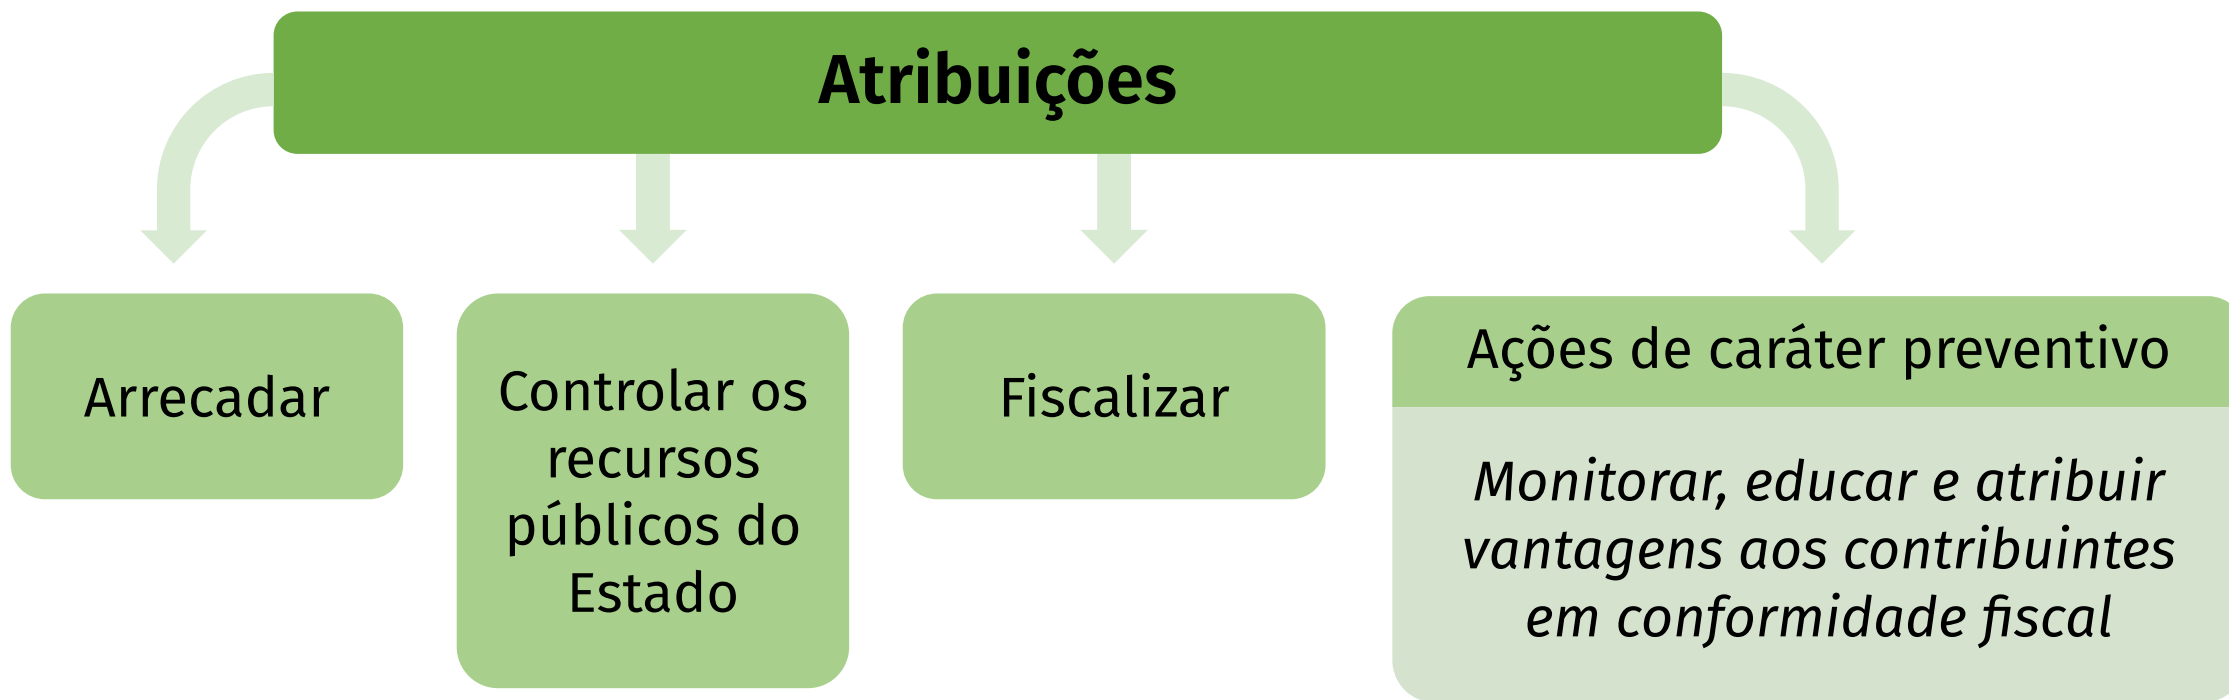 Atribuições
Arrecadar
Controlar os
recursos
públicos do
Estado
Fiscalizar
Ações de caráter preventivo
Monitorar, educar e atribuir
vantagens aos contribuintes
em conformidade fiscal